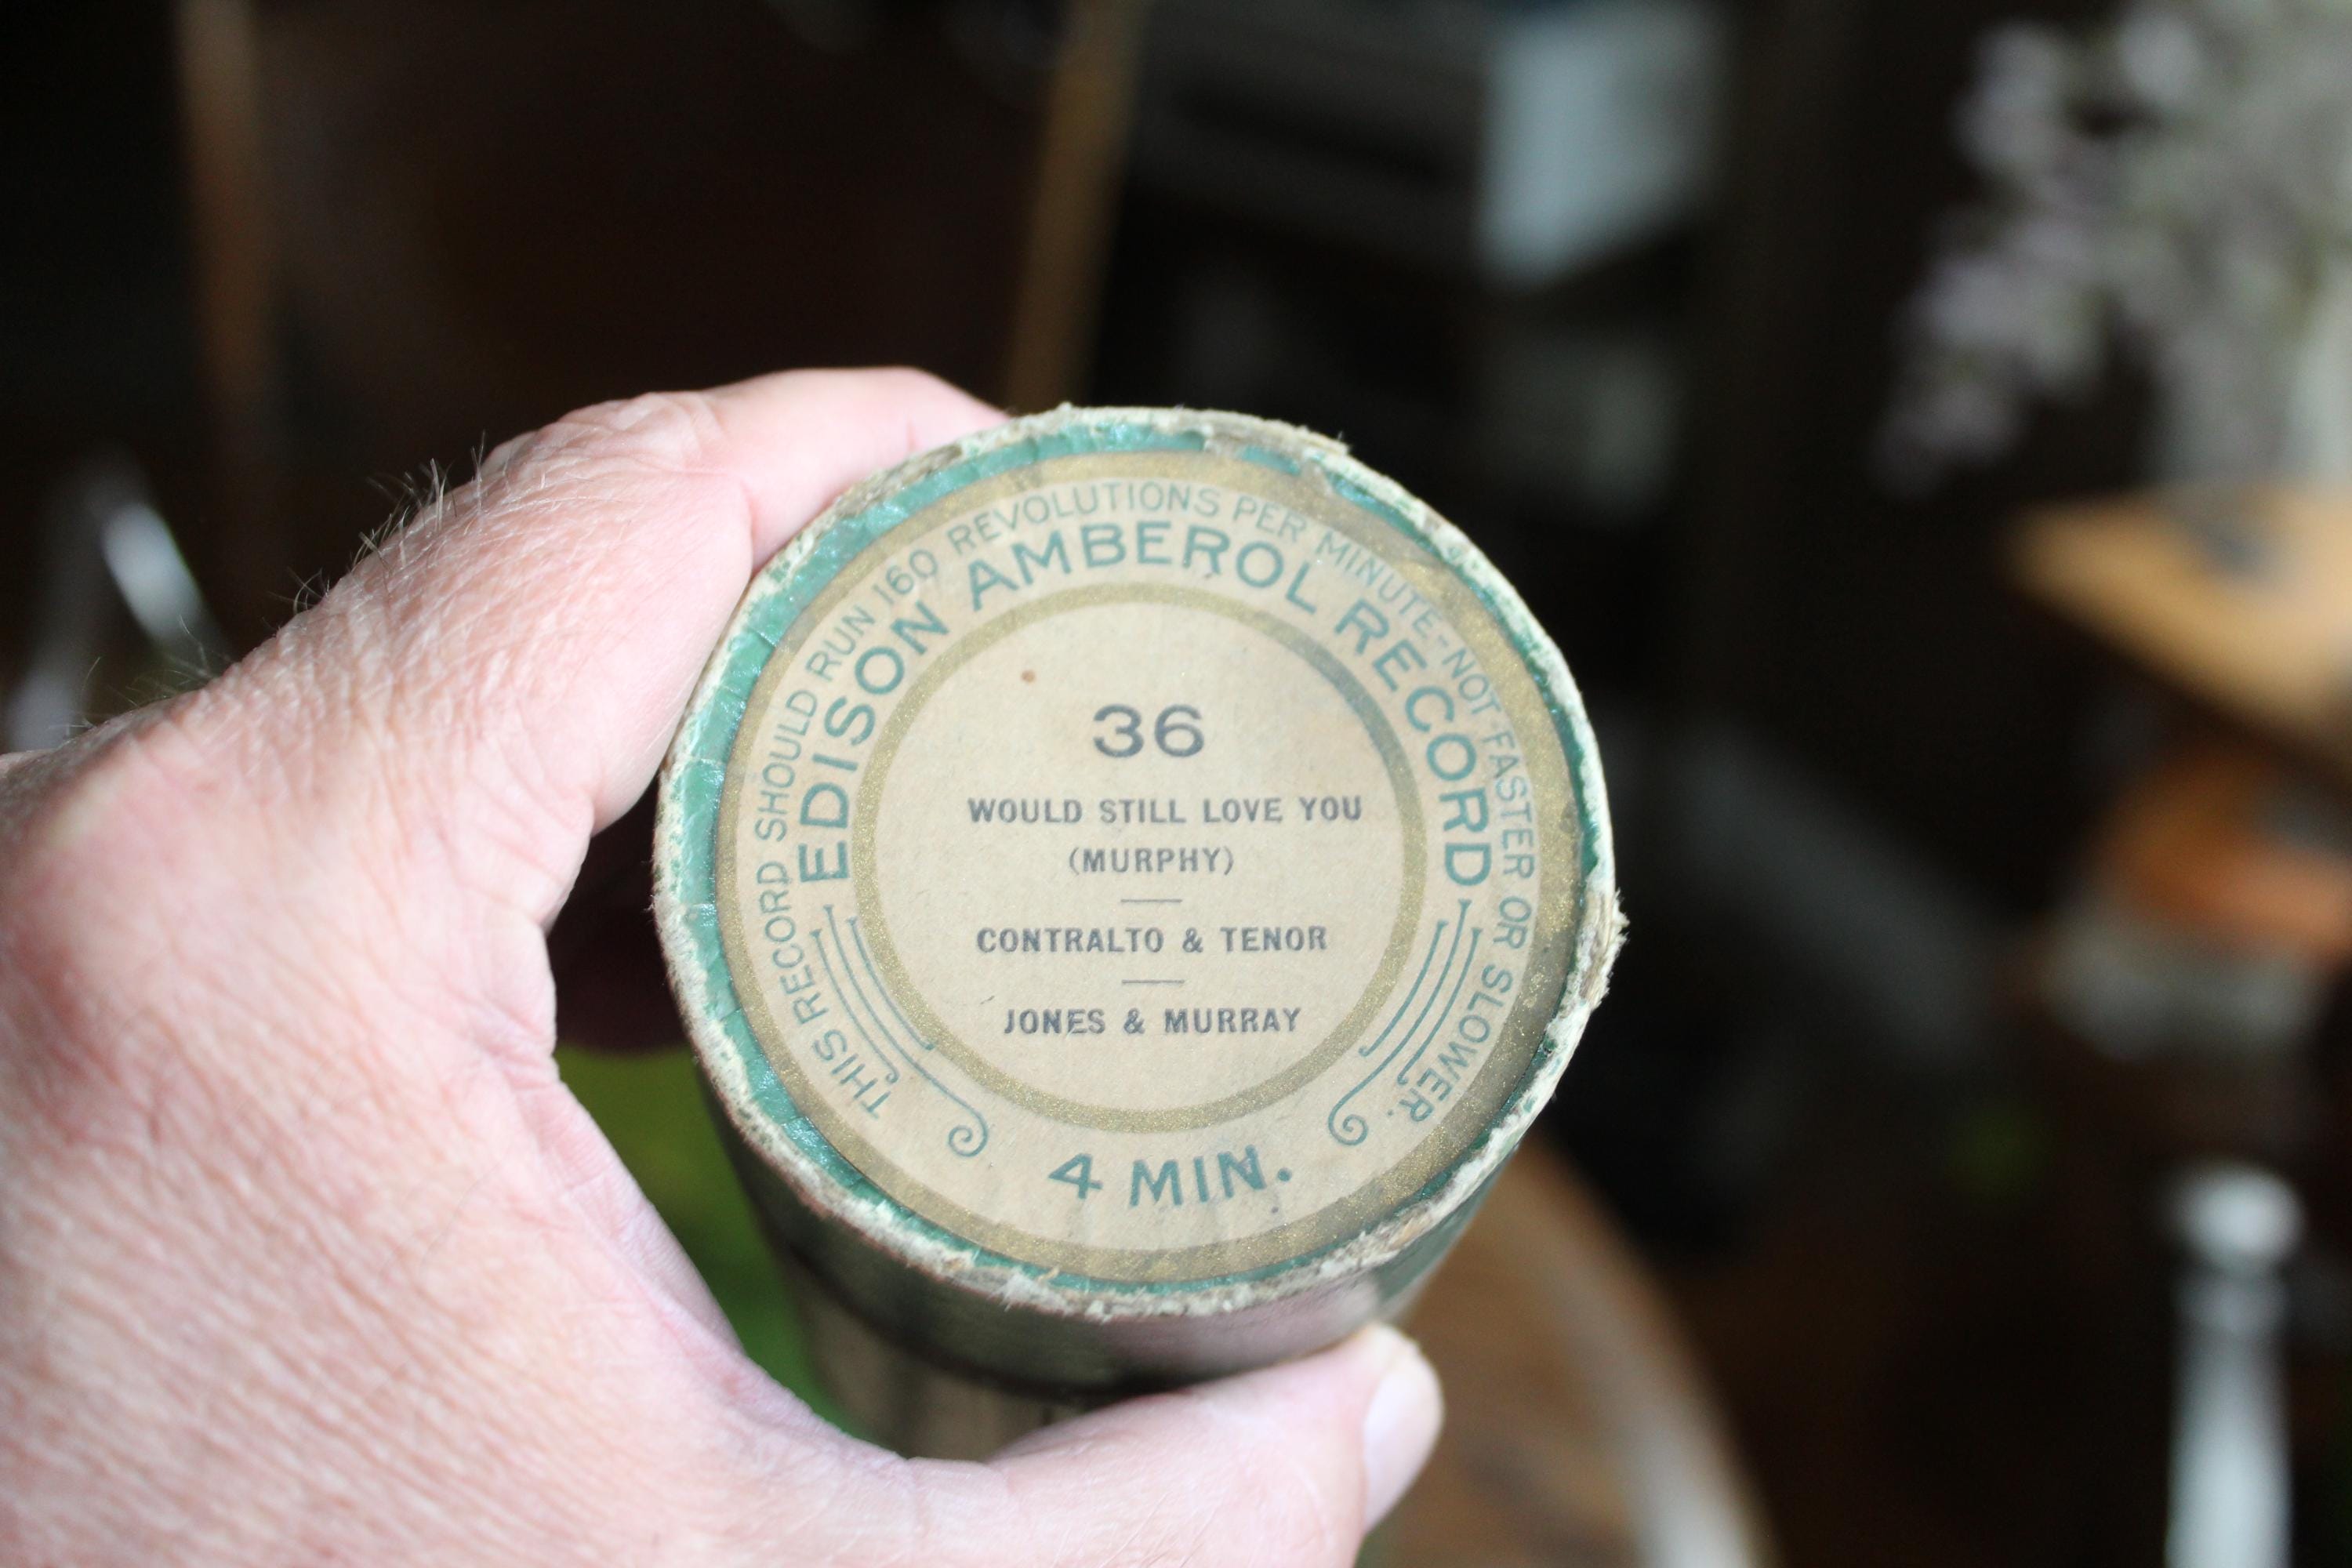 THIS RECORD SHOULD RUN 160 REVOLUTIONS PER MINUTE-NOT FASTER OR SLOWER.
EDISON AMBEROL RECORD
36
WOULD STILL LOVE YOU
(MURPHY)
CONTRALTO & TENOR
JONES & MURRAY
4 MIN.